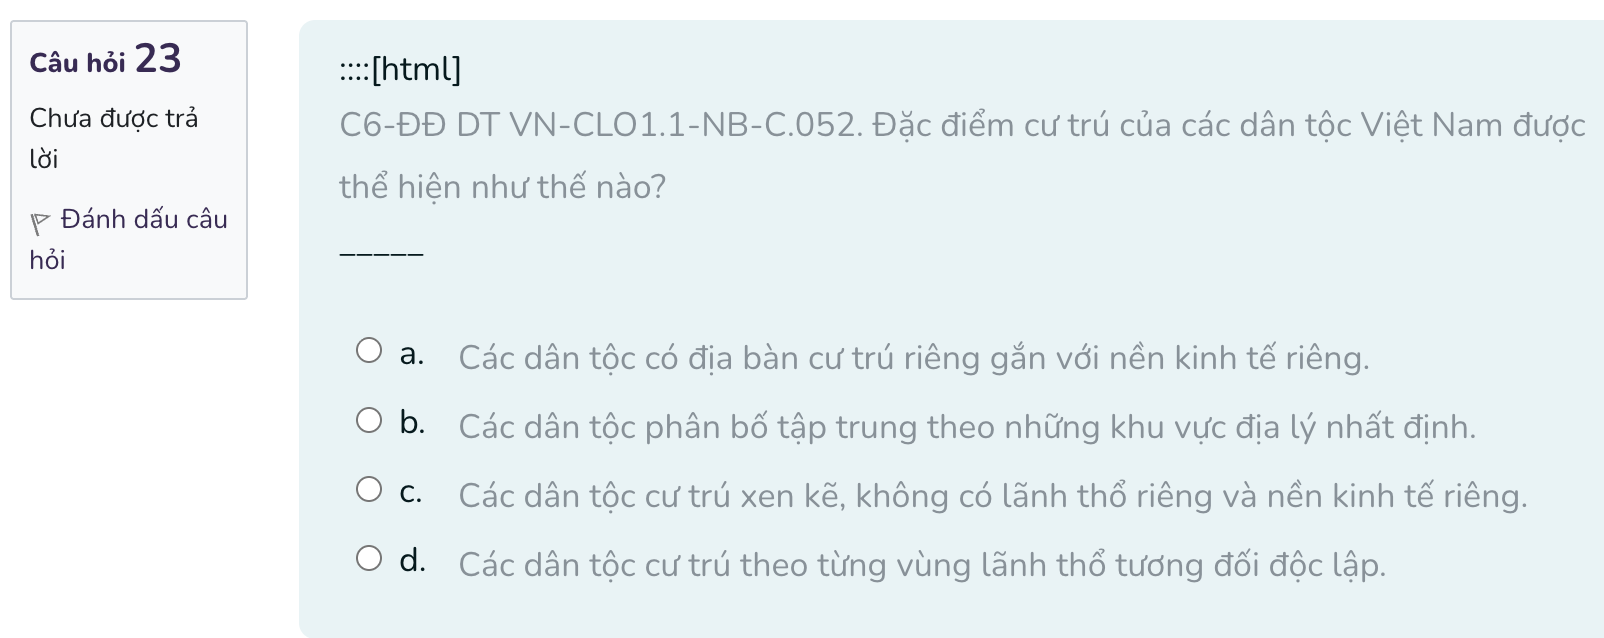 Câu hỏi 23
Chưa được trả
lời
Đánh dấu câu
hỏi
::::[html]
C6-ĐĐ DT VN-CLO1.1-NB-C.052. Đặc điểm cư trú của các dân tộc Việt Nam được
thể hiện như thế nào?
_____
a. Các dân tộc có địa bàn cư trú riêng gắn với nền kinh tế riêng.
b. Các dân tộc phân bố tập trung theo những khu vực địa lý nhất định.
c. Các dân tộc cư trú xen kẽ, không có lãnh thổ riêng và nền kinh tế riêng.
d. Các dân tộc cư trú theo từng vùng lãnh thổ tương đối độc lập.